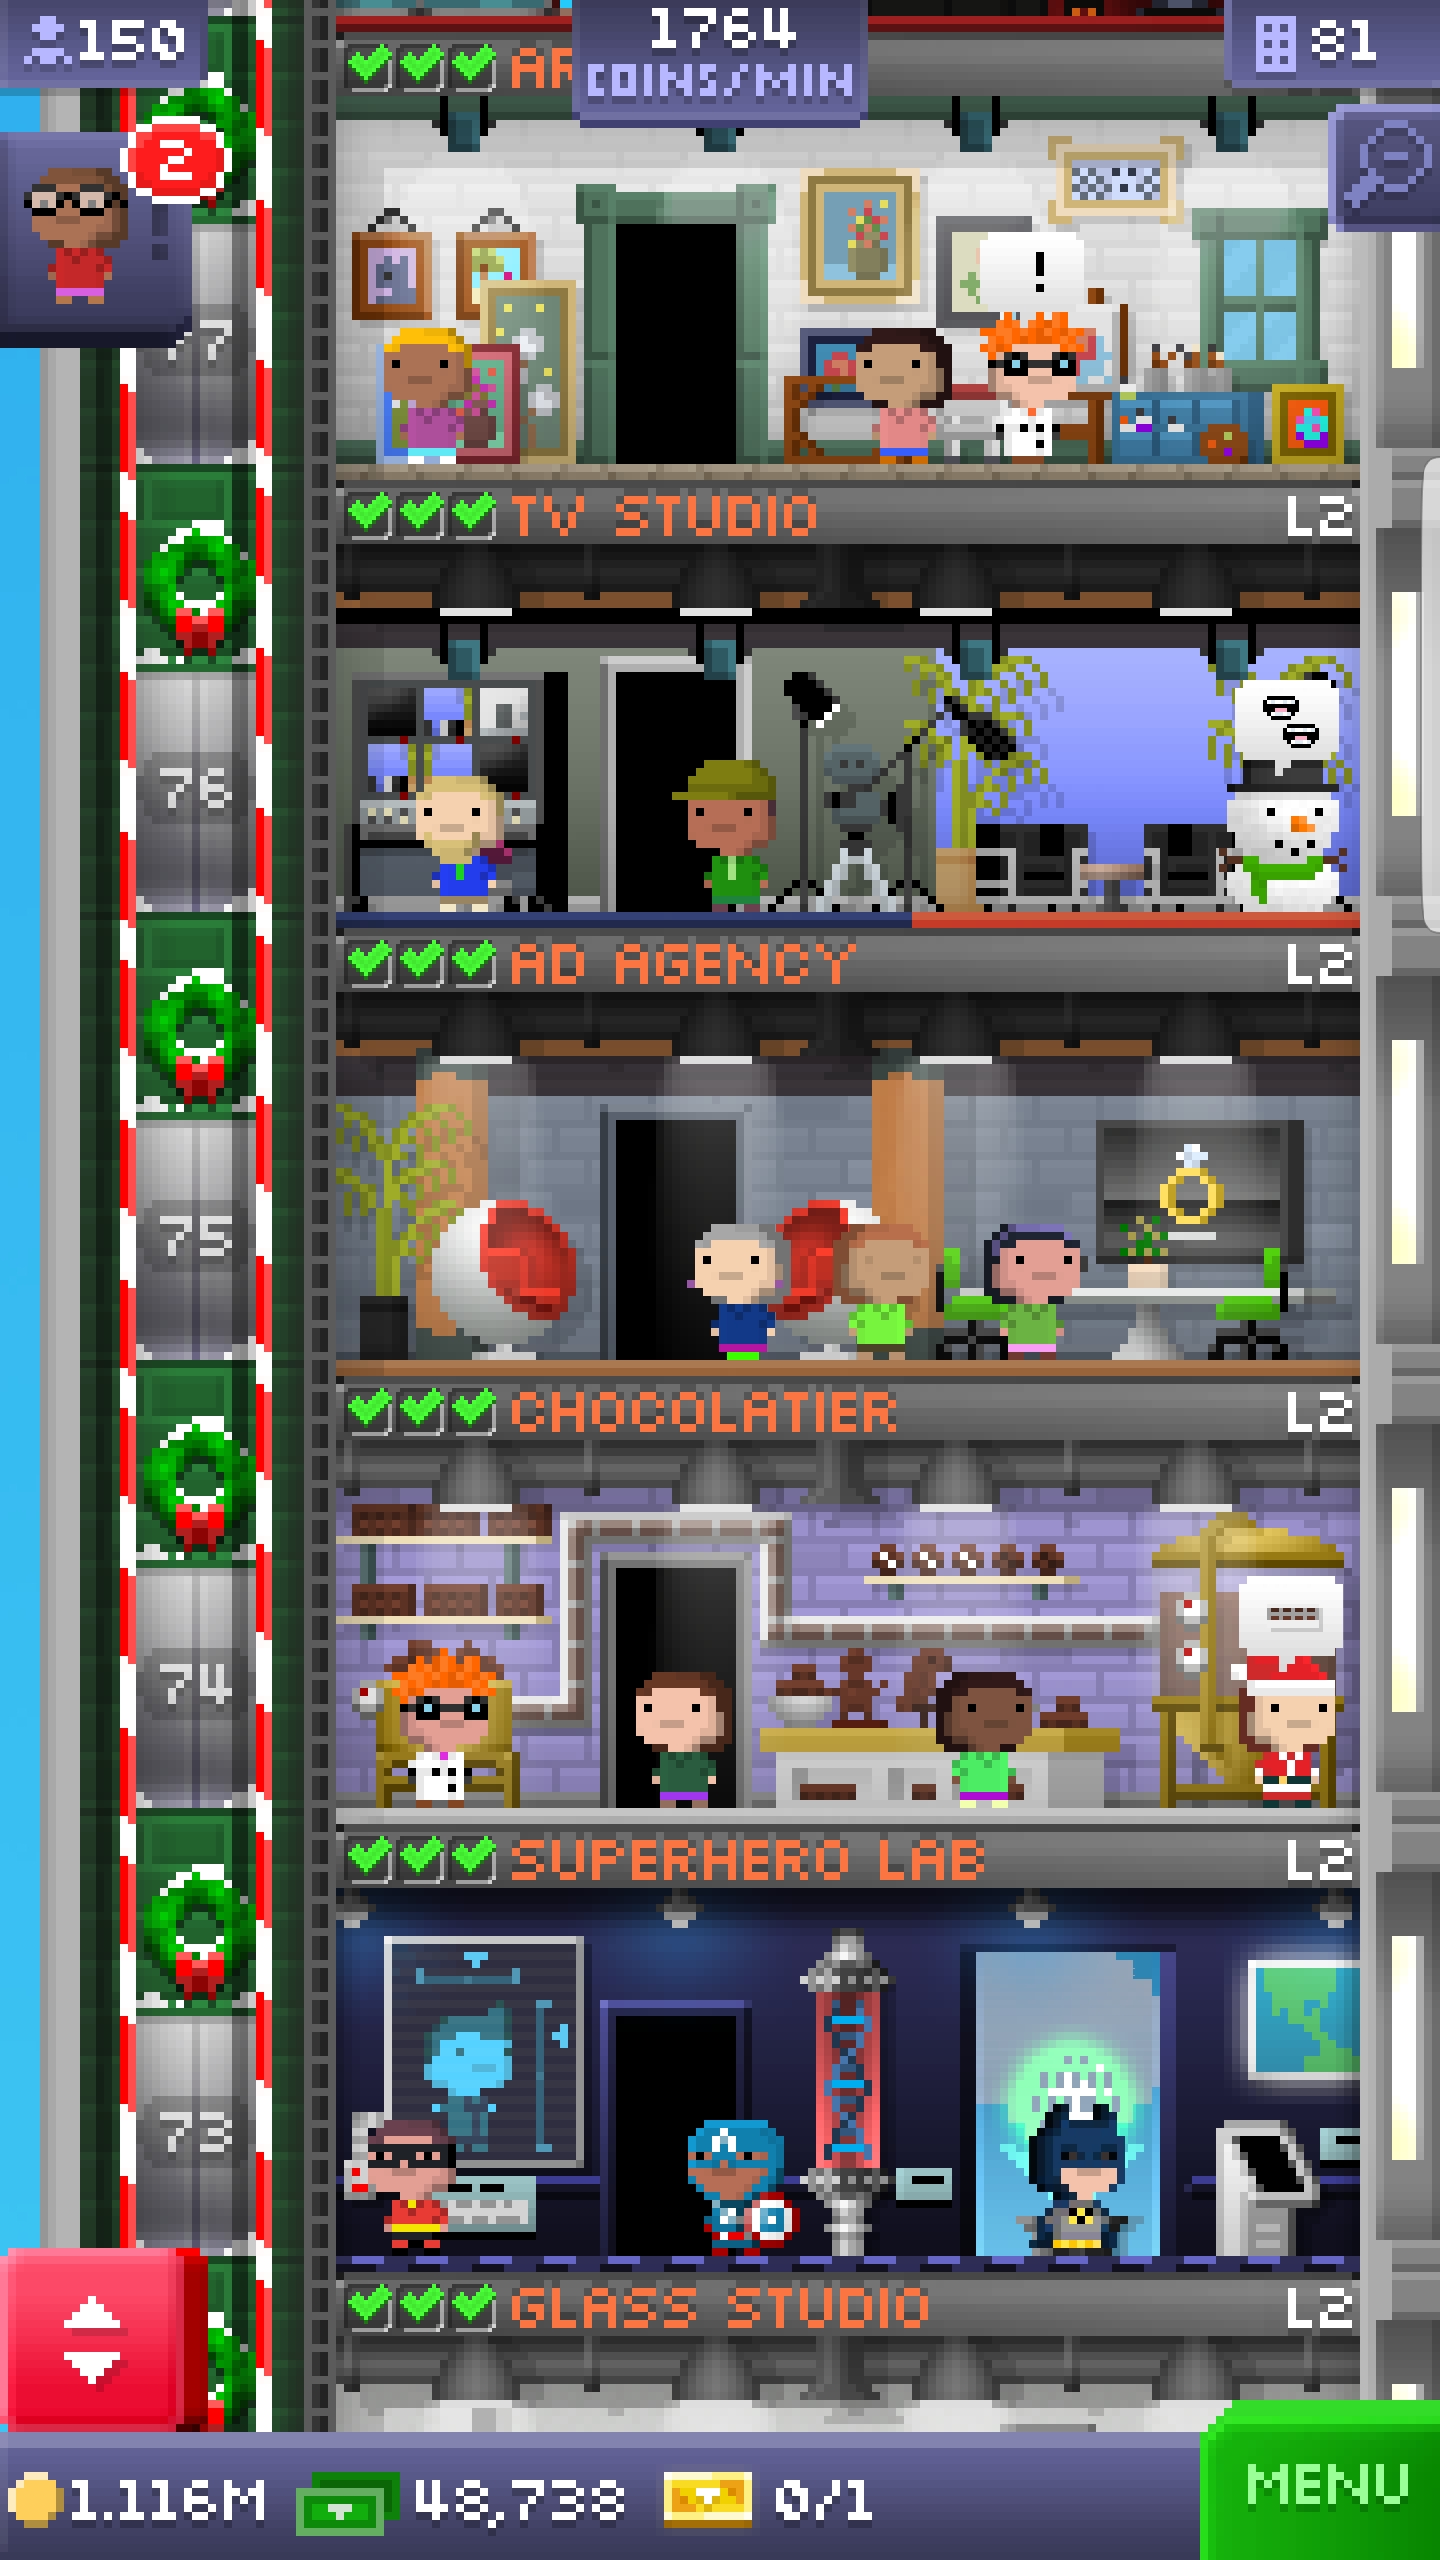 150
1764
COINS/MIN
81
2
AR
77
!
TV STUDIO L2
76
AD AGENCY L2
75
CHOCOLATIER L2
74
SUPERHERO LAB L2
73
GLASS STUDIO L2
1.116M 48,738 0/1 MENU